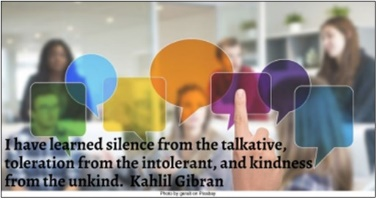 I have learned silence from the talkative,
toleration from the intolerant, and kindness
from the unkind. Kahlil Gibran
Photo by geralt on Pixabay